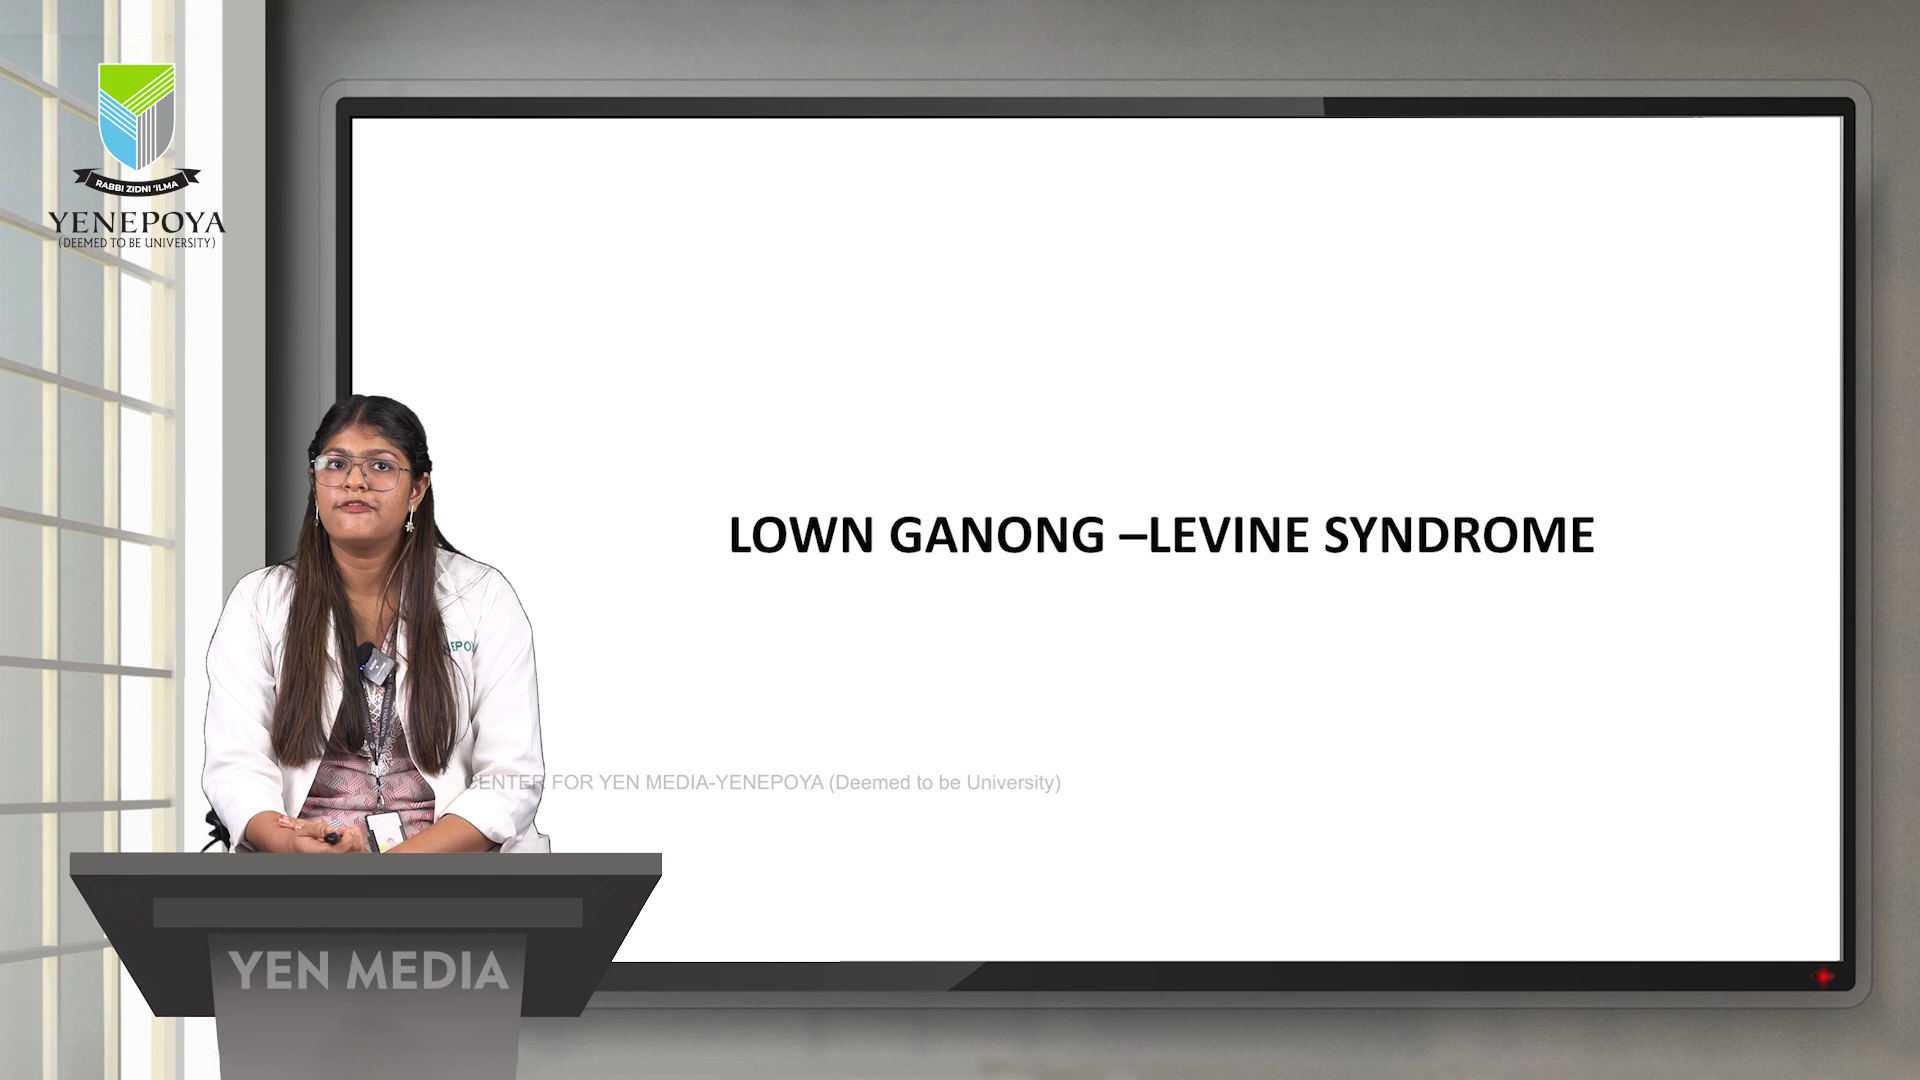 RABBI ZIDNI 'ILMA
YENEPOYA
(DEEMED TO BE UNIVERSITY)
LOWN GANONG –LEVINE SYNDROME
CENTER FOR YEN MEDIA-YENEPOYA (Deemed to be University)
YEN MEDIA